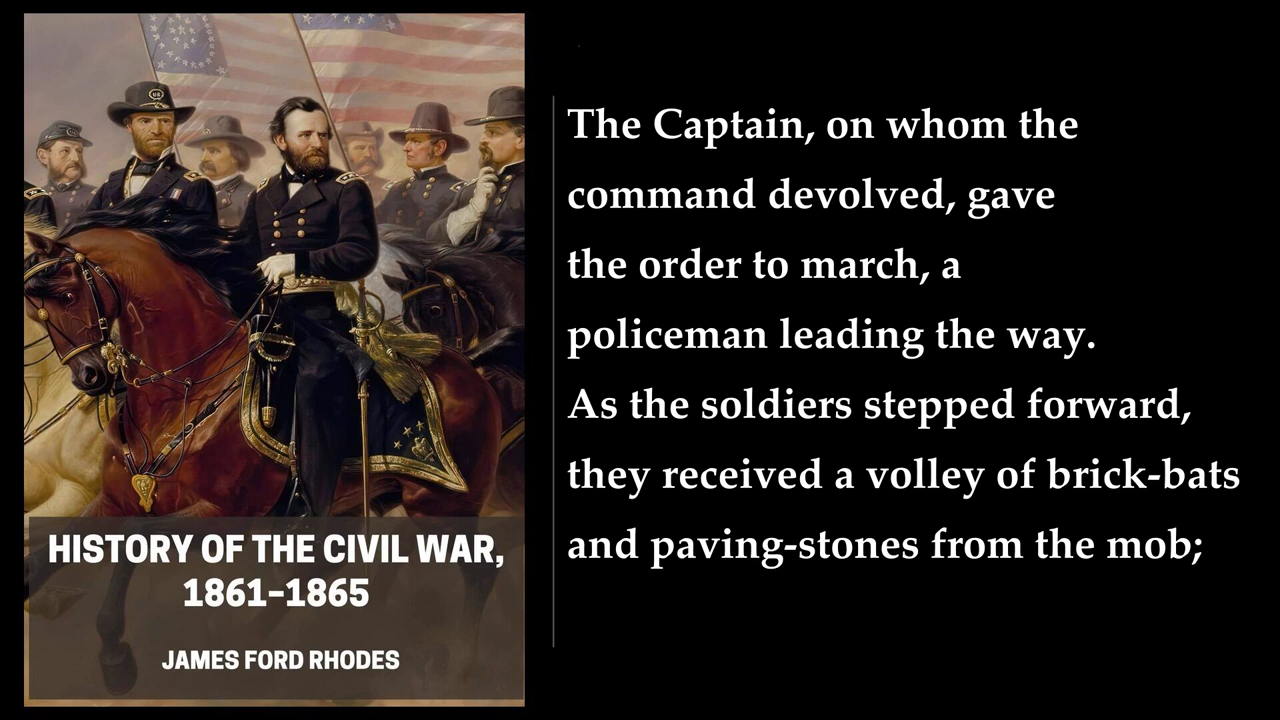 HISTORY OF THE CIVIL WAR,
1861–1865
JAMES FORD RHODES
The Captain, on whom the
command devolved, gave
the order to march, a
policeman leading the way.
As the soldiers stepped forward,
they received a volley of brick-bats
and paving-stones from the mob;